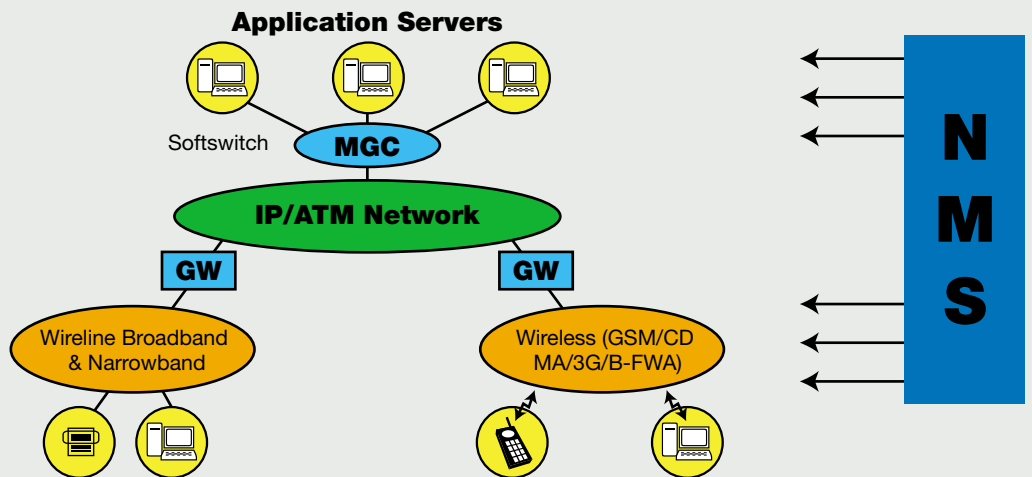 Application Servers
Softswitch
MGC
IP/ATM Network
GW
GW
Wireline Broadband
& Narrowband
Wireless (GSM/CD
MA/3G/B-FWA)
N
M
S